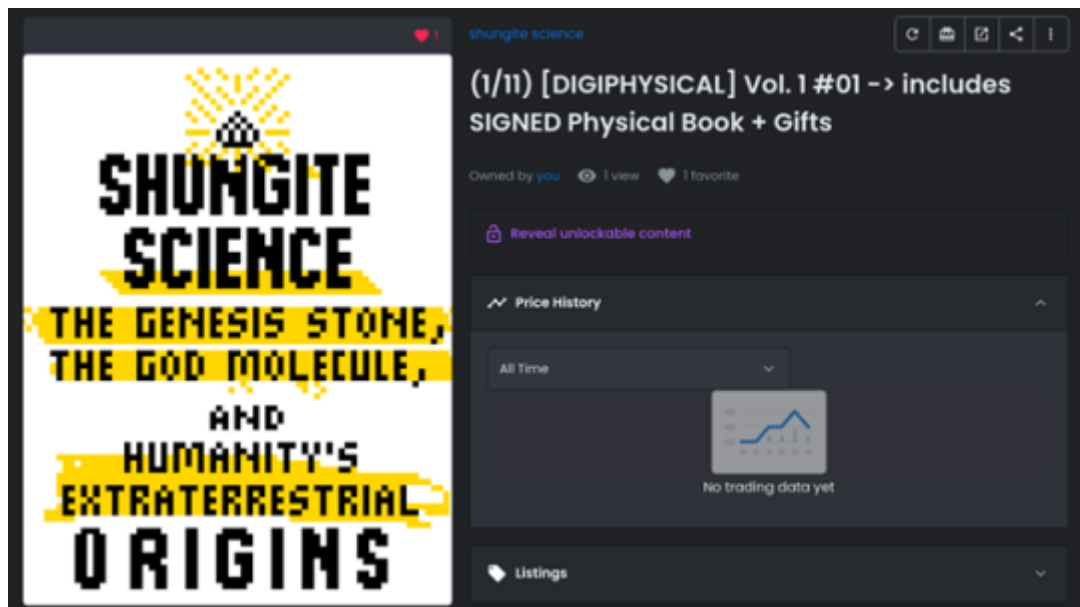 1
SHUNGITE
SCIENCE
THE GENESIS STONE,
THE GOD MOLECULE,
AND
HUMANITY'S
EXTRATERRESTRIAL
ORIGINS
shungite science
(1/11) [DIGIPHYSICAL] Vol. 1 #01 -> includes
SIGNED Physical Book + Gifts
Owned by you 1 view 1 favorite
Reveal unlockable content
Price History
All Time
No trading data yet
Listings